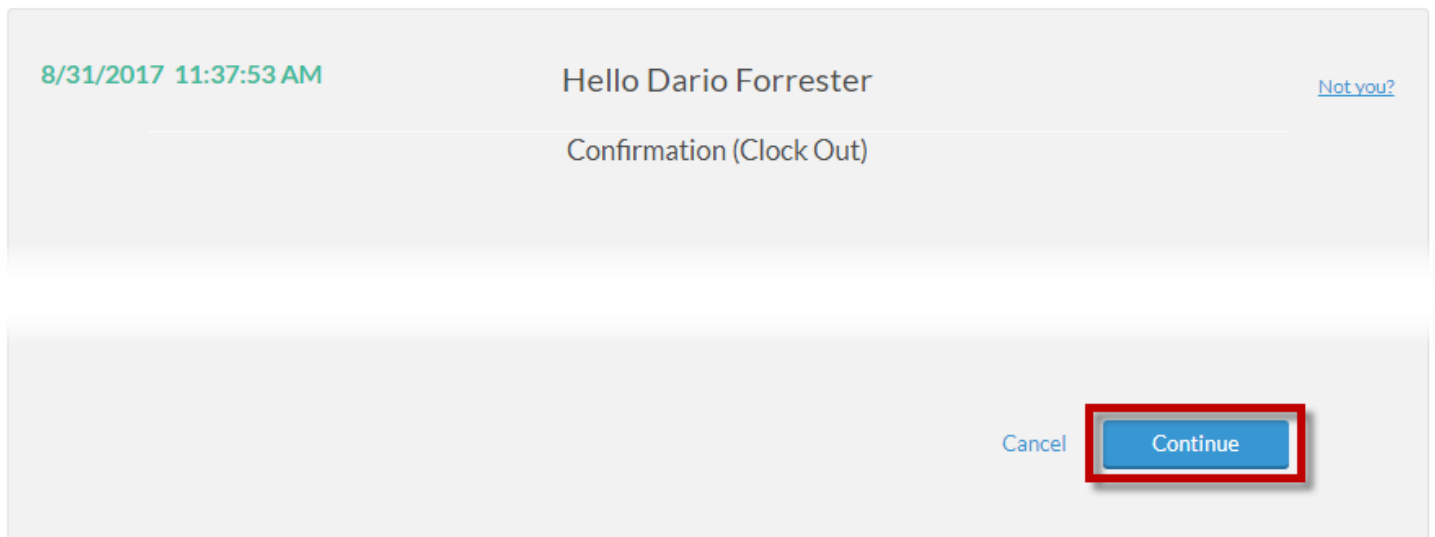 8/31/2017 11:37:53 AM
Hello Dario Forrester
Not you?
Confirmation (Clock Out)
Cancel
Continue